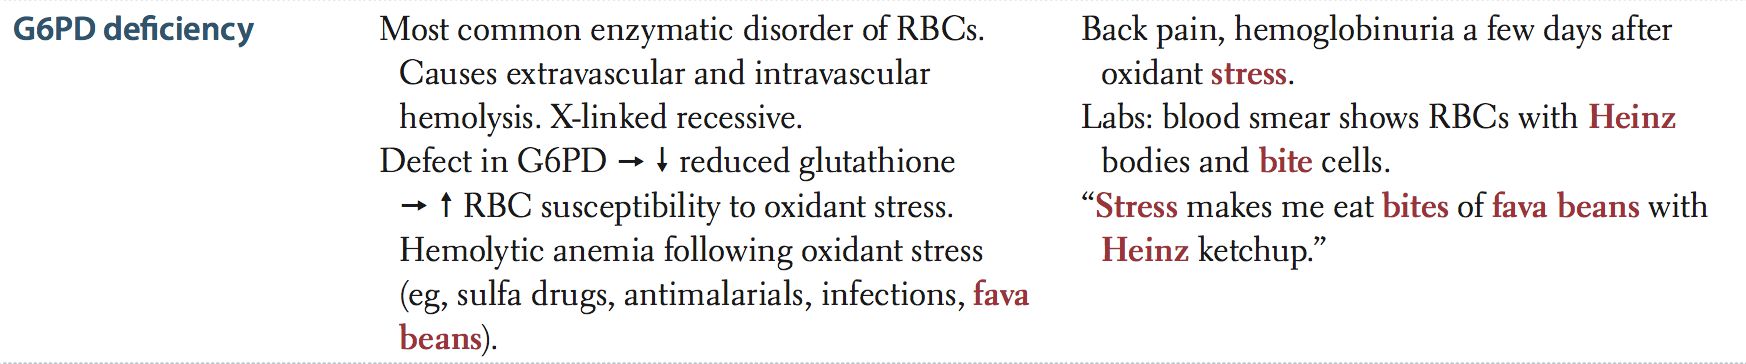 G6PD deficiency
Most common enzymatic disorder of RBCs.
Causes extravascular and intravascular
hemolysis. X-linked recessive.
Defect in G6PD → ↓ reduced glutathione
→ ↑ RBC susceptibility to oxidant stress.
Hemolytic anemia following oxidant stress
(eg, sulfa drugs, antimalarials, infections, fava
beans).
Back pain, hemoglobinuria a few days after
oxidant stress.
Labs: blood smear shows RBCs with Heinz
bodies and bite cells.
“Stress makes me eat bites of fava beans with
Heinz ketchup.”